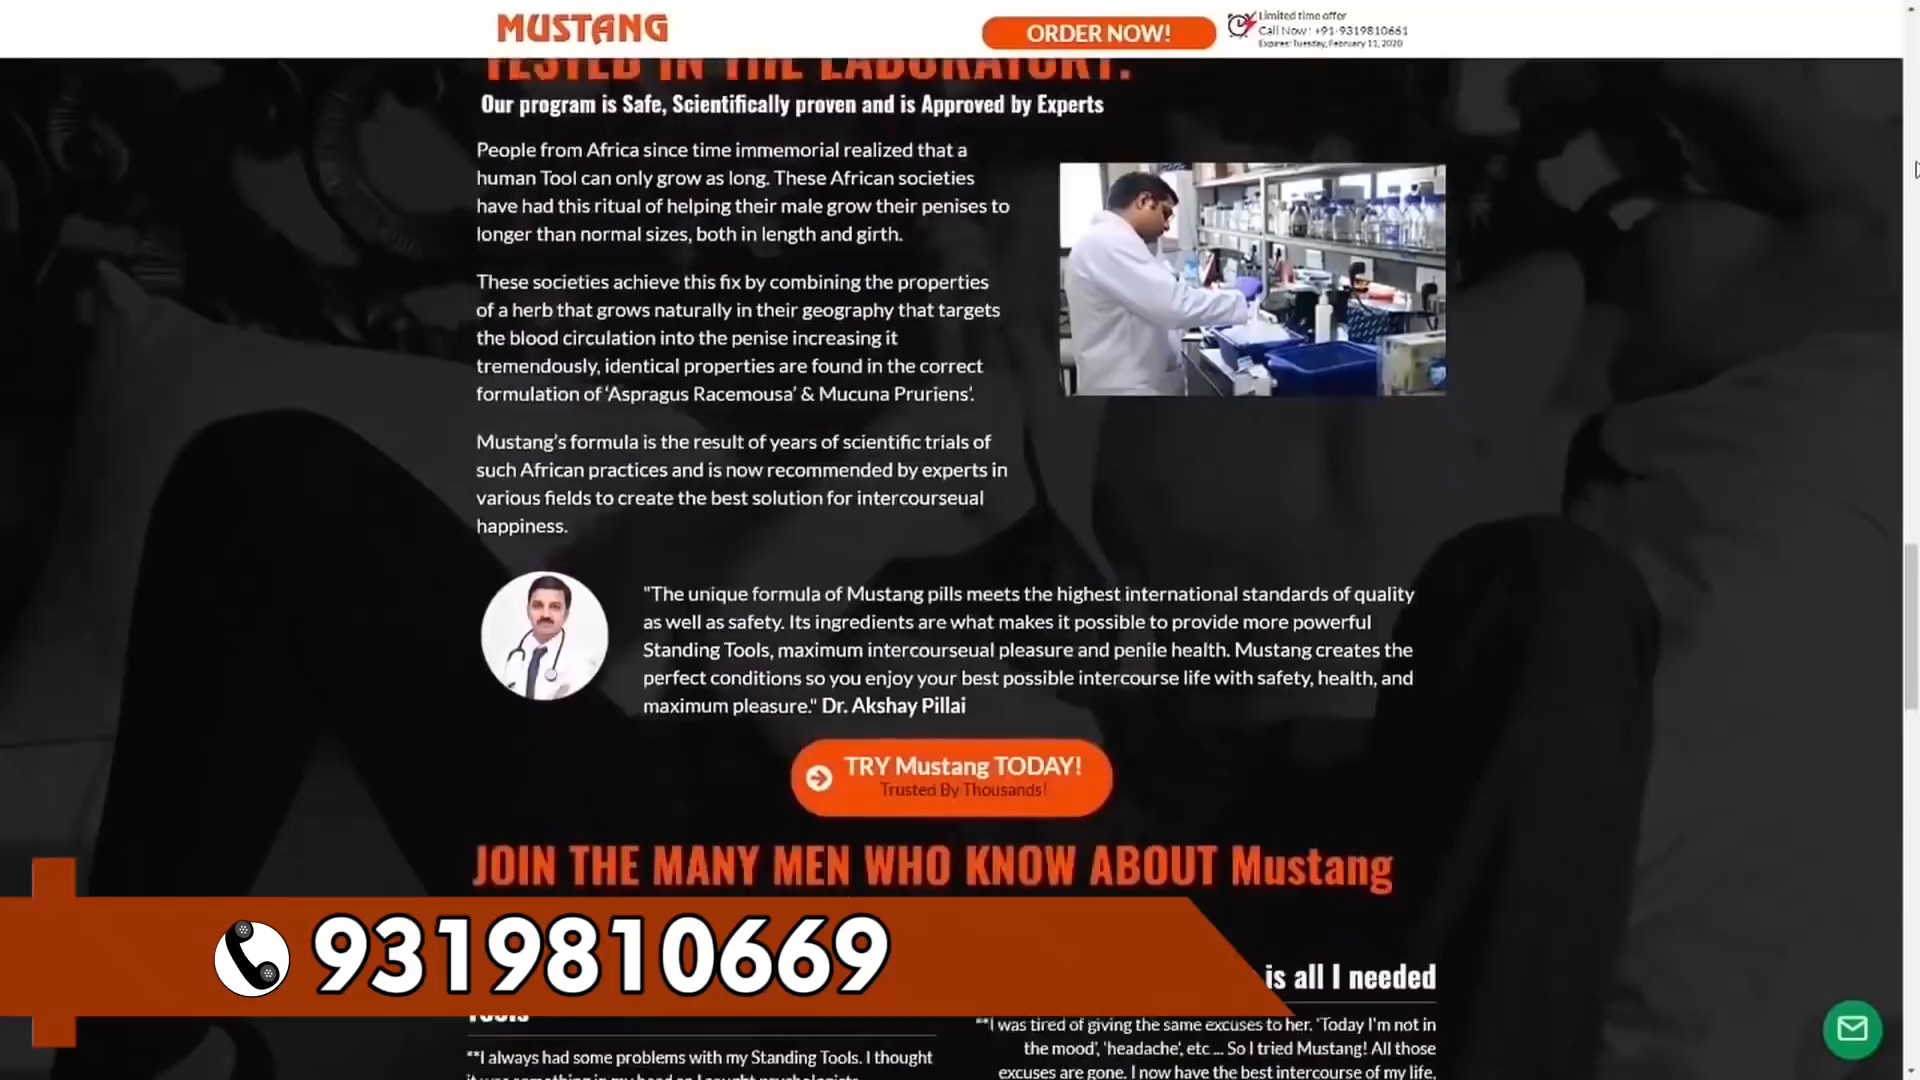 MUSTANG
ORDER NOW!
Limited time offer
Call Now : +91-9319810661
Expires: Tuesday, February 11, 2020
TESTED IN THE LABORATORY.
Our program is Safe, Scientifically proven and is Approved by Experts
People from Africa since time immemorial realized that a
human Tool can only grow as long. These African societies
have had this ritual of helping their male grow their penises to
longer than normal sizes, both in length and girth.
These societies achieve this fix by combining the properties
of a herb that grows naturally in their geography that targets
the blood circulation into the penise increasing it
tremendously, identical properties are found in the correct
formulation of ‘Aspragus Racemousa’ & Mucuna Pruriens’.
Mustang’s formula is the result of years of scientific trials of
such African practices and is now recommended by experts in
various fields to create the best solution for intercourseual
happiness.
"The unique formula of Mustang pills meets the highest international standards of quality
as well as safety. Its ingredients are what makes it possible to provide more powerful
Standing Tools, maximum intercourseual pleasure and penile health. Mustang creates the
perfect conditions so you enjoy your best possible intercourse life with safety, health, and
maximum pleasure." Dr. Akshay Pillai
TRY Mustang TODAY!
Trusted By Thousands!
JOIN THE MANY MEN WHO KNOW ABOUT Mustang
9319810669
is all I needed
Tools
**I always had some problems with my Standing Tools. I thought
**I was tired of giving the same excuses to her. 'Today I'm not in
the mood', 'headache', etc ... So I tried Mustang! All those
excuses are gone. I now have the best intercourse of my life,